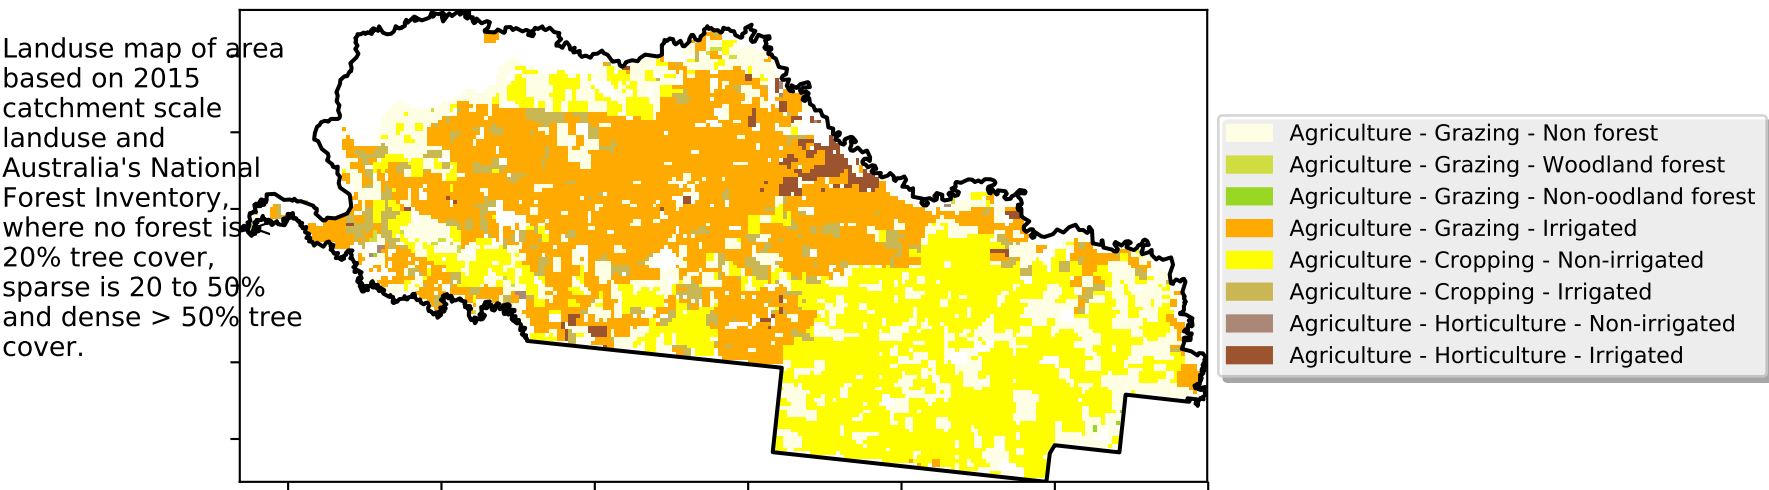 Landuse map of area
based on 2015
catchment scale
landuse and
Australia's National
Forest Inventory,
where no forest is <
20% tree cover,
sparse is 20 to 50%
and dense > 50% tree
cover.
Agriculture - Grazing - Non forest
Agriculture - Grazing - Woodland forest
Agriculture - Grazing - Non-oodland forest
Agriculture - Grazing - Irrigated
Agriculture - Cropping - Non-irrigated
Agriculture - Cropping - Irrigated
Agriculture - Horticulture - Non-irrigated
Agriculture - Horticulture - Irrigated